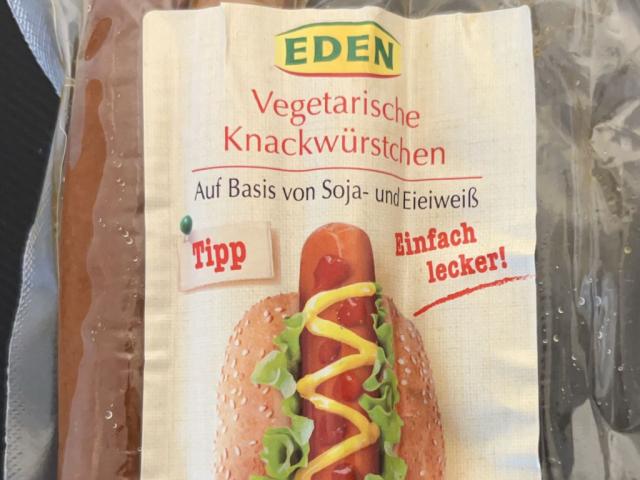 EDEN
Vegetarische
Knackwürstchen
Auf Basis von Soja- und Eieiweiß
Tipp
Einfach
lecker!